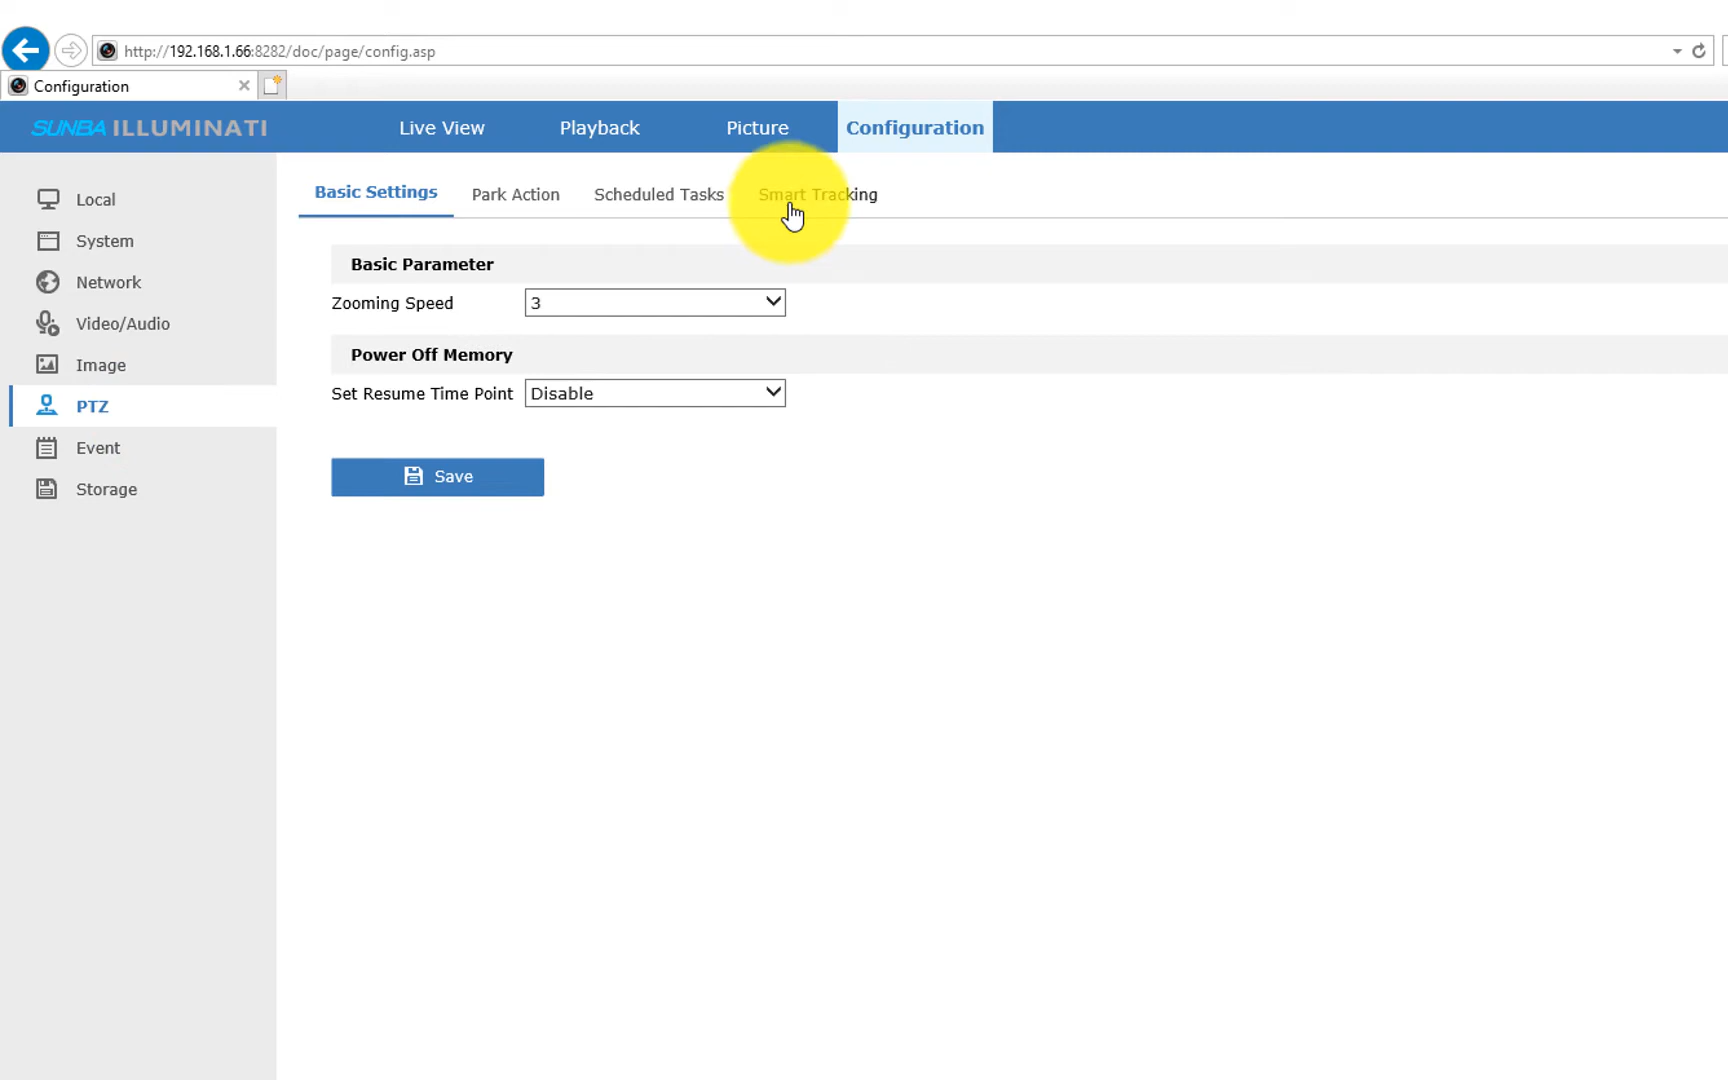 http://192.168.1.66:8282/doc/page/config.asp
Configuration
SUNBA ILLUMINATI
Live View
Playback
Picture
Configuration
Local
System
Network
Video/Audio
Image
PTZ
Event
Storage
Basic Settings
Park Action
Scheduled Tasks
Smart Tracking
Basic Parameter
Zooming Speed 3
Power Off Memory
Set Resume Time Point Disable
Save